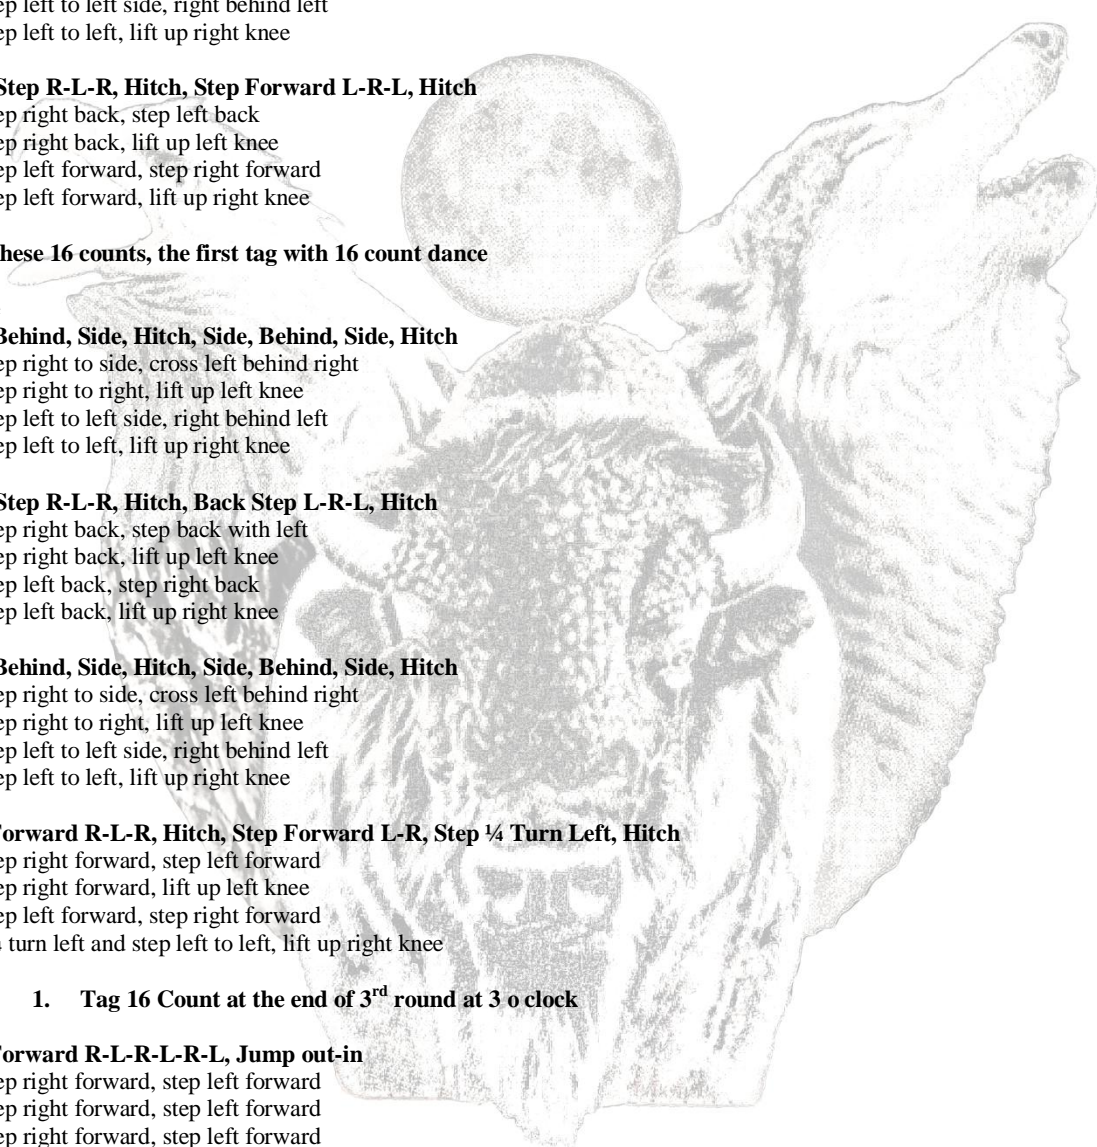 ep left to left side, right behind left
ep left to left, lift up right knee
Step R-L-R, Hitch, Step Forward L-R-L, Hitch
ep right back, step left back
ep right back, lift up left knee
ep left forward, step right forward
ep left forward, lift up right knee
hese 16 counts, the first tag with 16 count dance
Behind, Side, Hitch, Side, Behind, Side, Hitch
ep right to side, cross left behind right
ep right to right, lift up left knee
ep left to left side, right behind left
ep left to left, lift up right knee
Step R-L-R, Hitch, Back Step L-R-L, Hitch
ep right back, step back with left
ep right back, lift up left knee
ep left back, step right back
ep left back, lift up right knee
Behind, Side, Hitch, Side, Behind, Side, Hitch
ep right to side, cross left behind right
ep right to right, lift up left knee
ep left to left side, right behind left
ep left to left, lift up right knee
orward R-L-R, Hitch, Step Forward L-R, Step ¼ Turn Left, Hitch
ep right forward, step left forward
ep right forward, lift up left knee
ep left forward, step right forward
turn left and step left to left, lift up right knee
1. Tag 16 Count at the end of 3rd round at 3 o clock
orward R-L-R-L-R-L, Jump out-in
ep right forward, step left forward
ep right forward, step left forward
ep right forward, step left forward